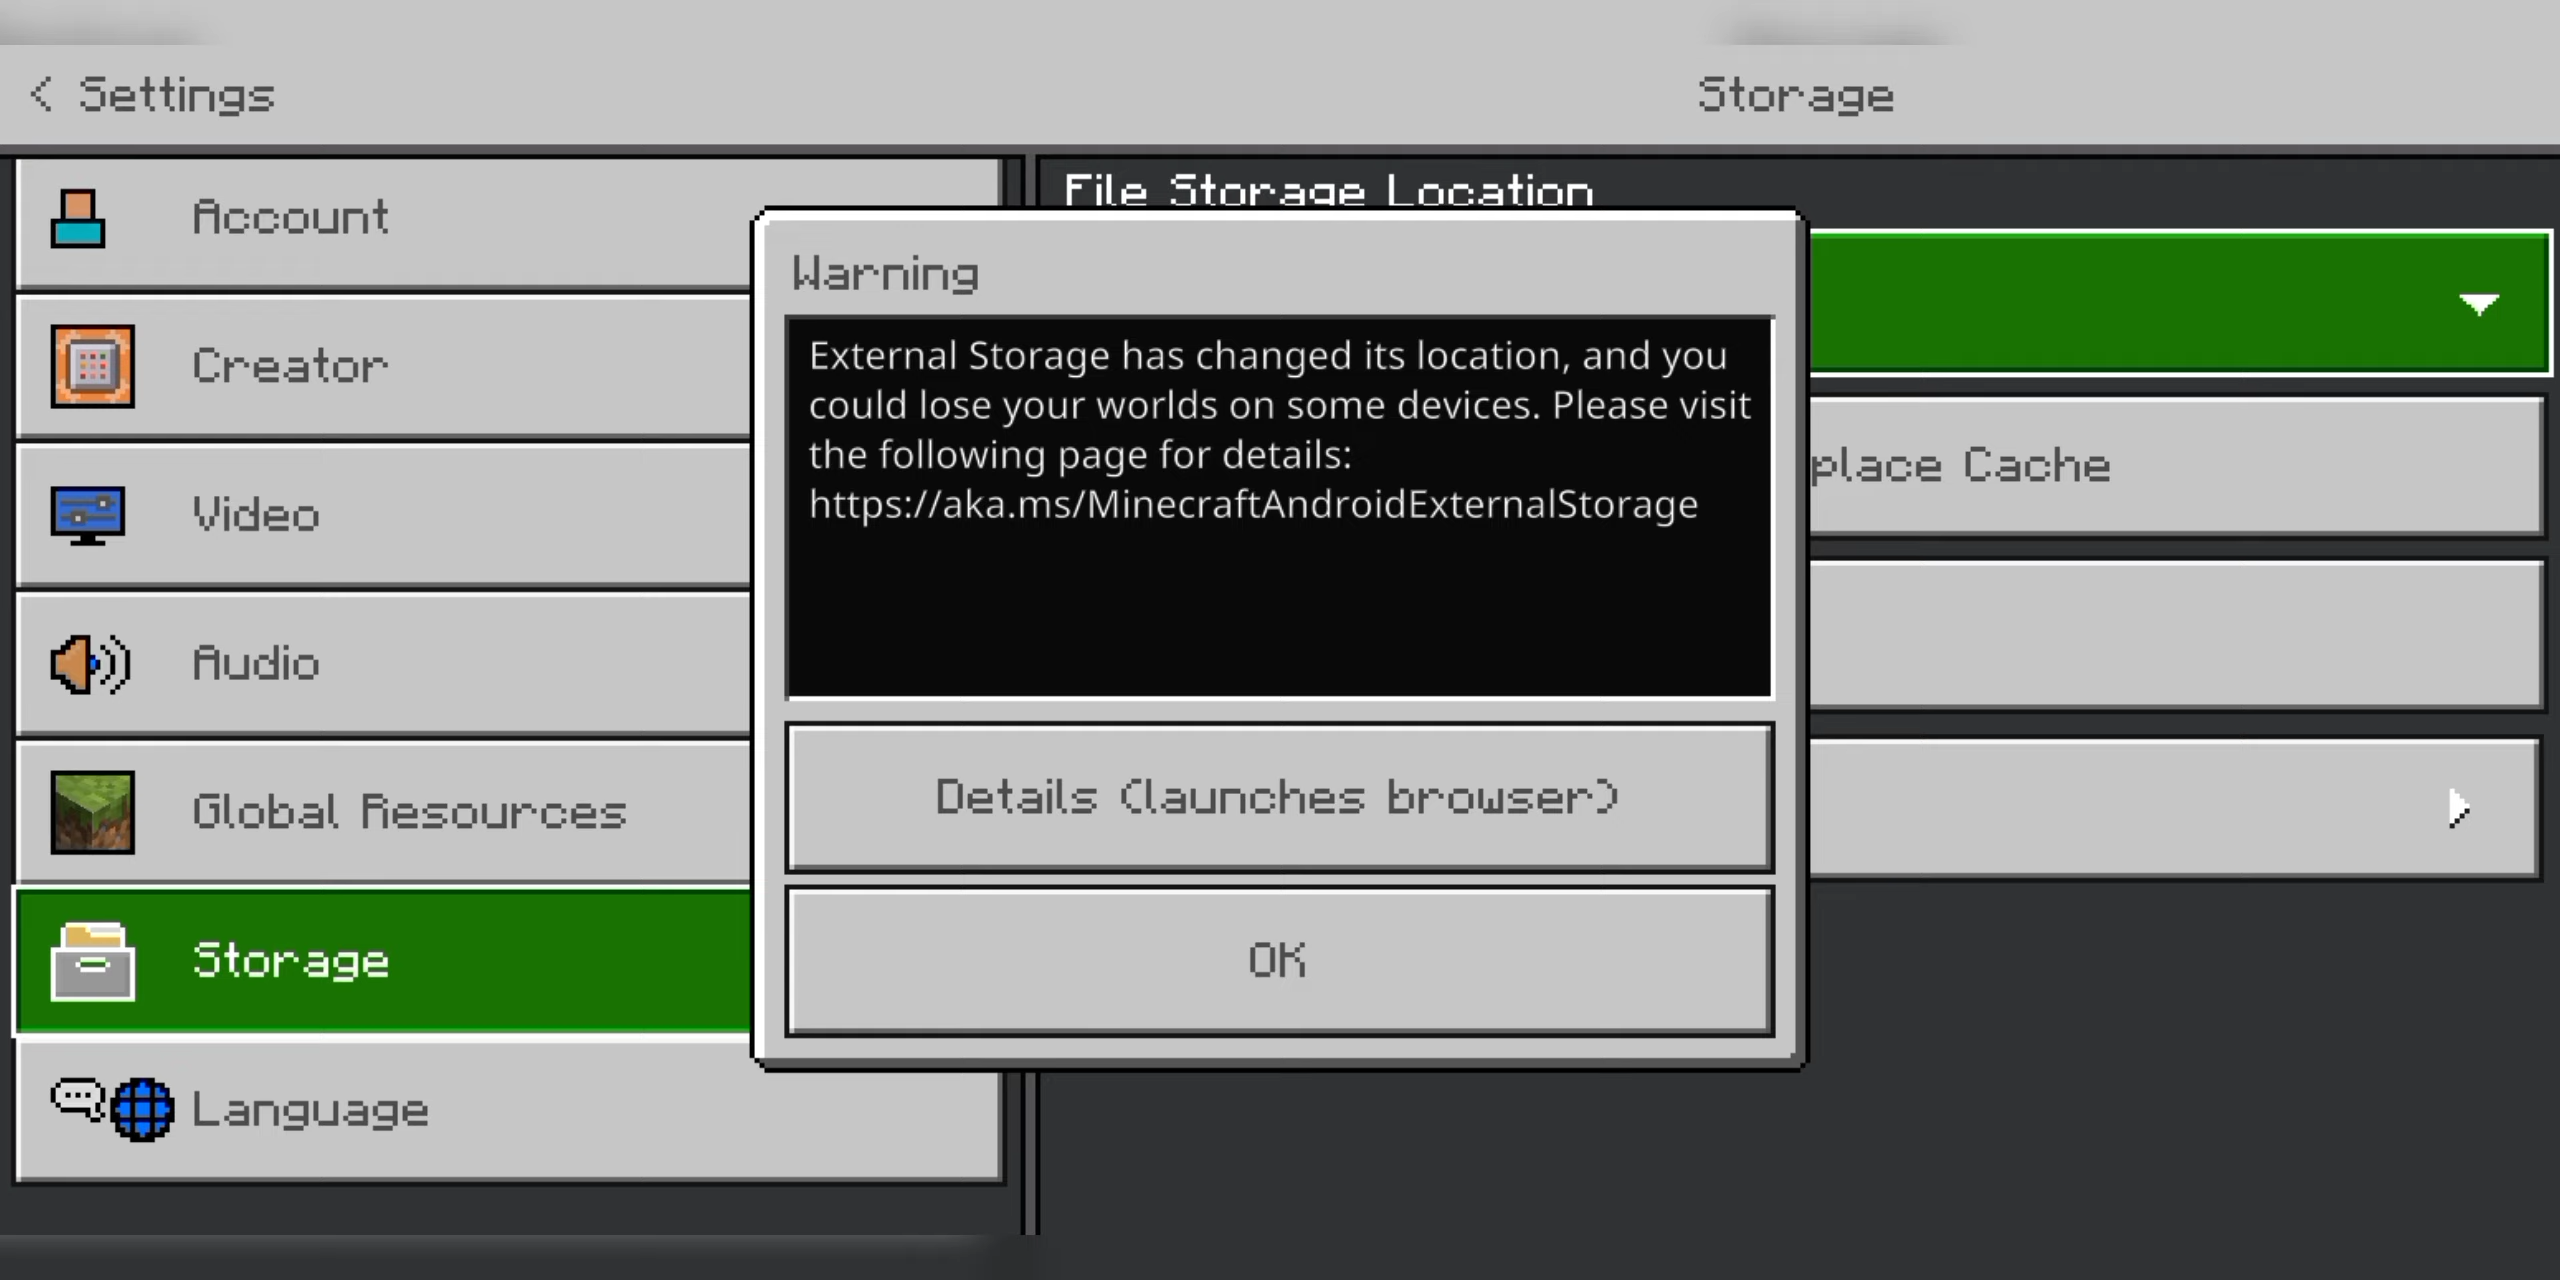 < Settings
Storage
Account
Creator
Video
Audio
Global Resources
Storage
Language
File Storage Location
place Cache
Warning
External Storage has changed its location, and you
could lose your worlds on some devices. Please visit
the following page for details:
https://aka.ms/MinecraftAndroidExternalStorage
Details (launches browser)
OK